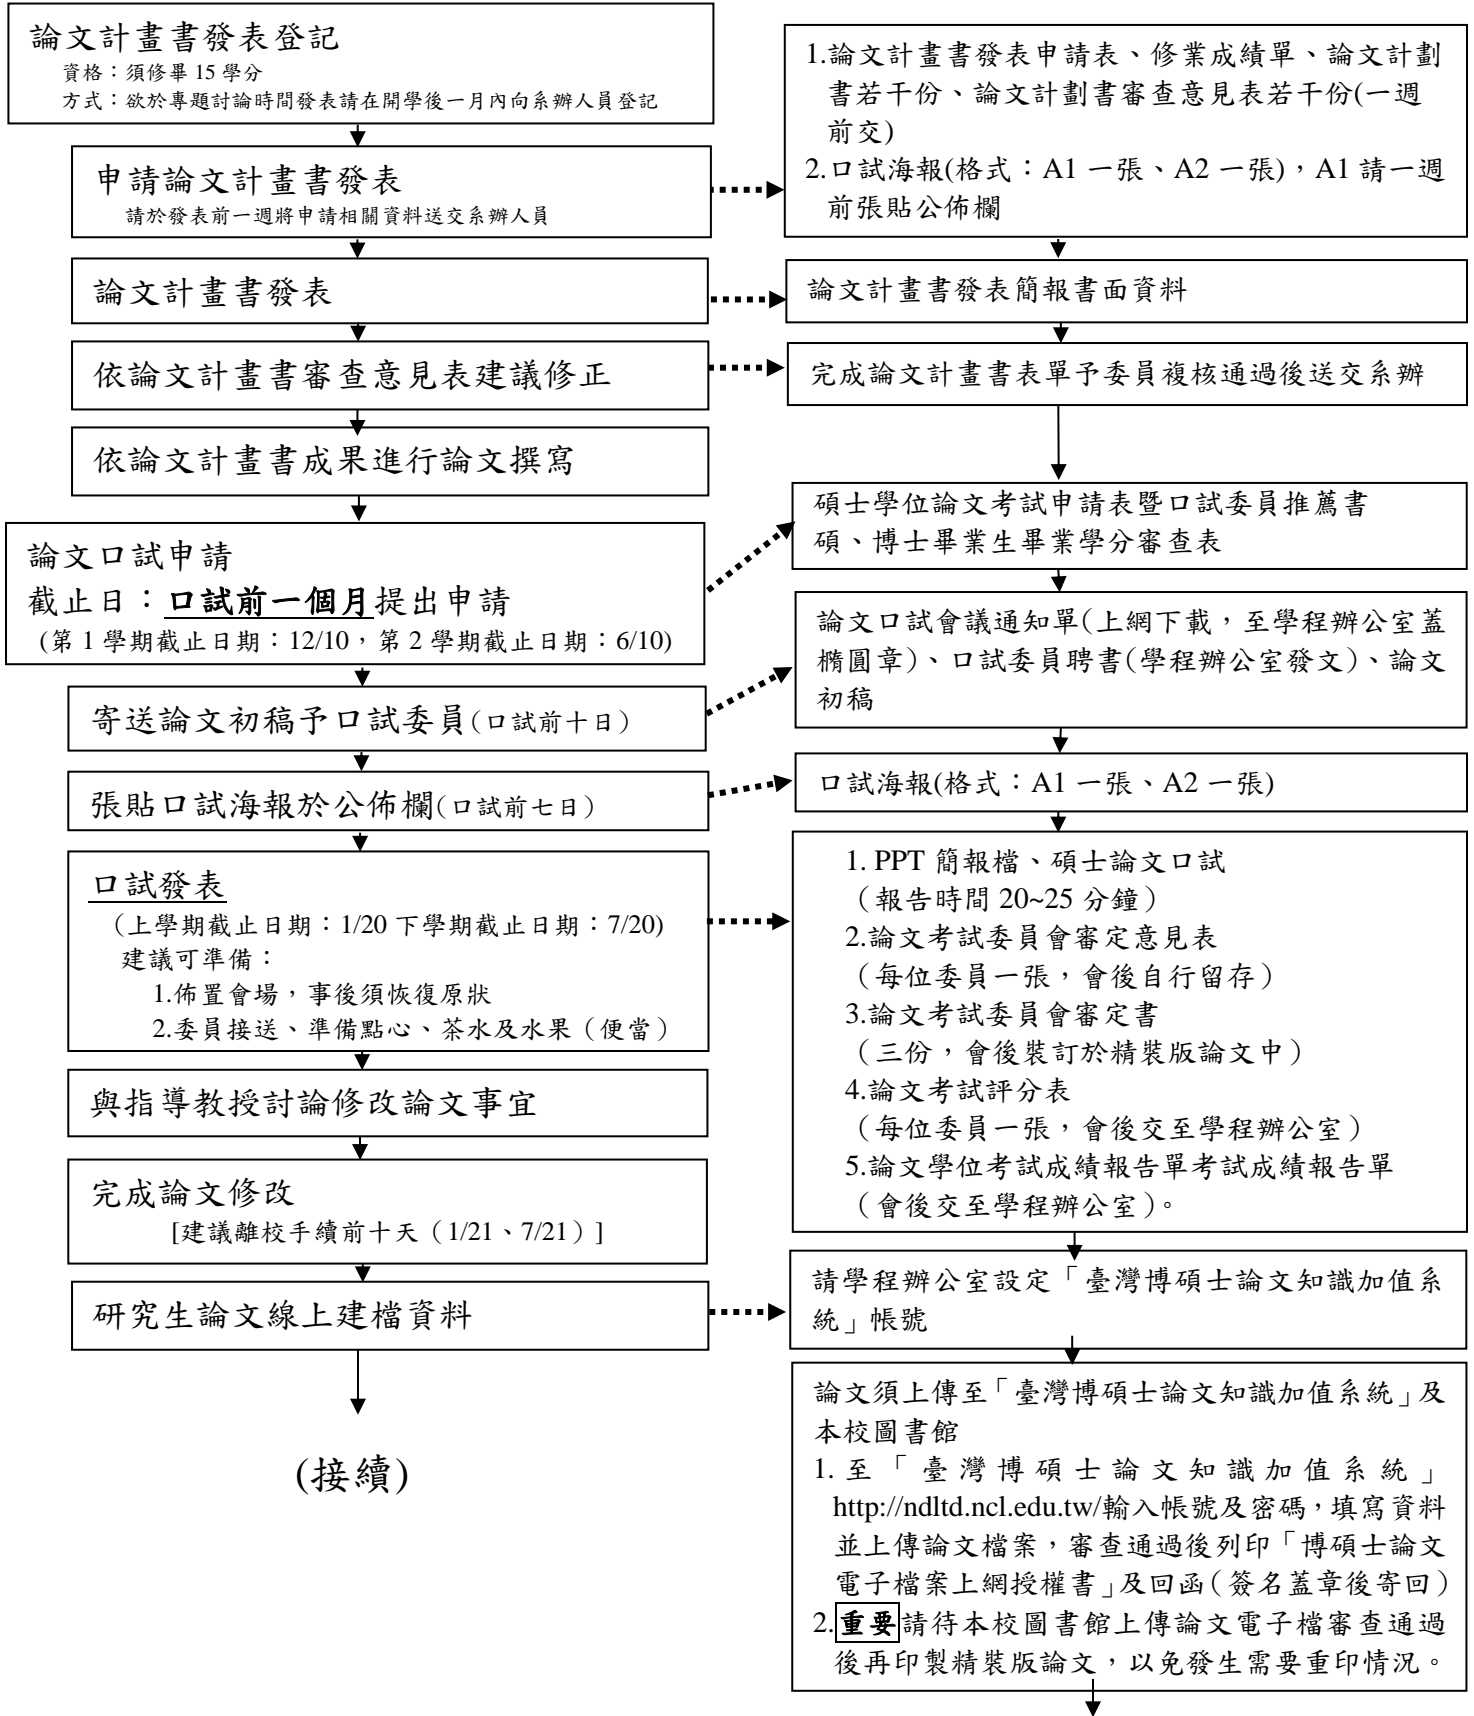 論文計畫書發表登記
資格：須修畢 15 學分
方式：欲於專題討論時間發表請在開學後一月內向系辦人員登記
申請論文計畫書發表
請於發表前一週將申請相關資料送交系辦人員
論文計畫書發表
依論文計畫書審查意見表建議修正
依論文計畫書成果進行論文撰寫
論文口試申請
截止日：口試前一個月提出申請
(第 1 學期截止日期：12/10，第 2 學期截止日期：6/10)
寄送論文初稿予口試委員(口試前十日)
張貼口試海報於公佈欄(口試前七日)
口試發表
(上學期截止日期：1/20 下學期截止日期：7/20)
建議可準備：
1.佈置會場，事後須恢復原狀
2.委員接送、準備點心、茶水及水果（便當）
與指導教授討論修改論文事宜
完成論文修改
[建議離校手續前十天（1/21、7/21）]
研究生論文線上建檔資料
(接續)
1.論文計畫書發表申請表、修業成績單、論文計劃
書若干份、論文計劃書審查意見表若干份(一週
前交)
2.口試海報(格式：A1 一張、A2 一張)，A1 請一週
前張貼公佈欄
論文計畫書發表簡報書面資料
完成論文計畫書表單予委員複核通過後送交系辦
碩士學位論文考試申請表暨口試委員推薦書
碩、博士畢業生畢業學分審查表
論文口試會議通知單(上網下載，至學程辦公室蓋
橢圓章)、口試委員聘書(學程辦公室發文)、論文
初稿
口試海報(格式：A1 一張、A2 一張)
1. PPT 簡報檔、碩士論文口試
（報告時間 20~25 分鐘）
2.論文考試委員會審定意見表
（每位委員一張，會後自行留存）
3.論文考試委員會審定書
（三份，會後裝訂於精裝版論文中）
4.論文考試評分表
（每位委員一張，會後交至學程辦公室）
5.論文學位考試成績報告單考試成績報告單
（會後交至學程辦公室）。
請學程辦公室設定「臺灣博碩士論文知識加值系
統」帳號
論文須上傳至「臺灣博碩士論文知識加值系統」及
本校圖書館
1. 至「臺灣博碩士論文知識加值系統」
http://ndltd.ncl.edu.tw/輸入帳號及密碼，填寫資料
並上傳論文檔案，審查通過後列印「博碩士論文
電子檔案上網授權書」及回函(簽名蓋章後寄回)
2.重要請待本校圖書館上傳論文電子檔審查通過
後再印製精裝版論文，以免發生需要重印情況。